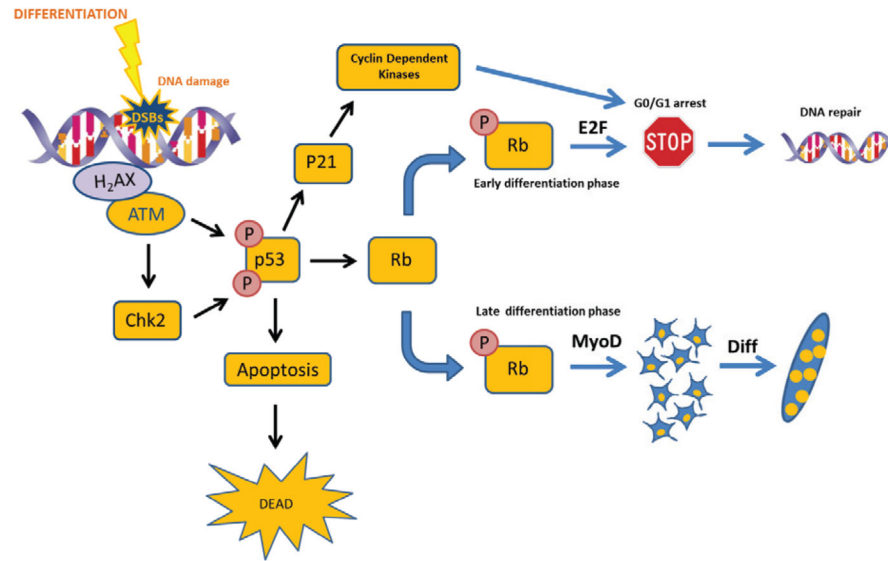 DIFFERENTIATION
DNA damage
DSBs
H₂AX
ATM
Chk2
P
P
p53
P21
Cyclin Dependent
Kinases
Apoptosis
DEAD
Rb
P
Rb
E2F
Early differentiation phase
G0/G1 arrest
STOP
DNA repair
Late differentiation phase
P
Rb
MyoD
Diff